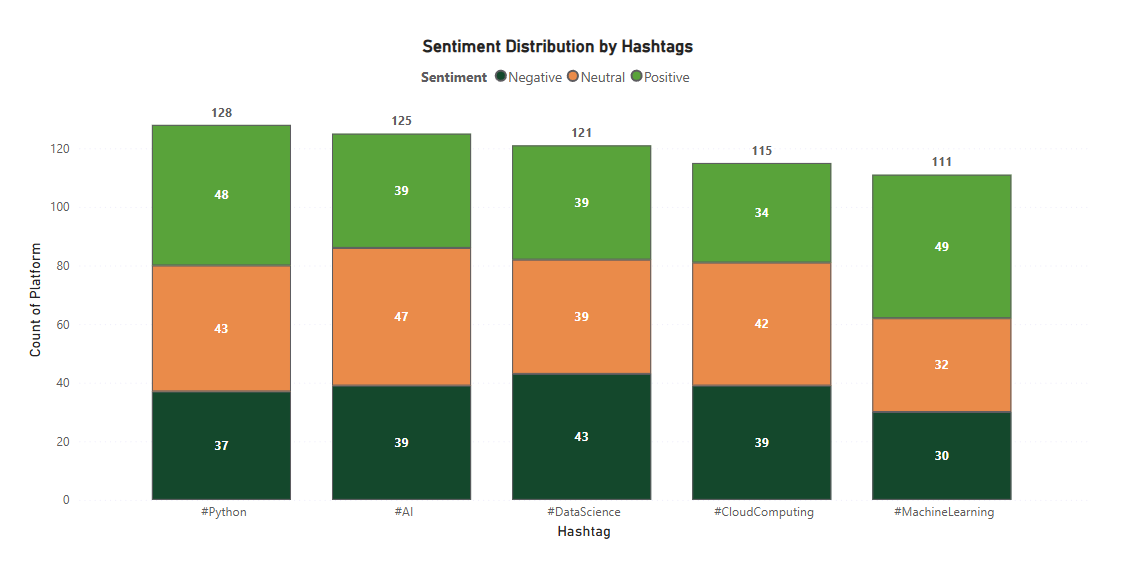 Sentiment Distribution by Hashtags
Sentiment Negative Neutral Positive
128 125 121 115 111
120
100
80
60
40
20
0
Count of Platform
48 39 39 34 49
43 47 39 42 32
37 39 43 39 30
#Python #AI #DataScience #CloudComputing #MachineLearning
Hashtag